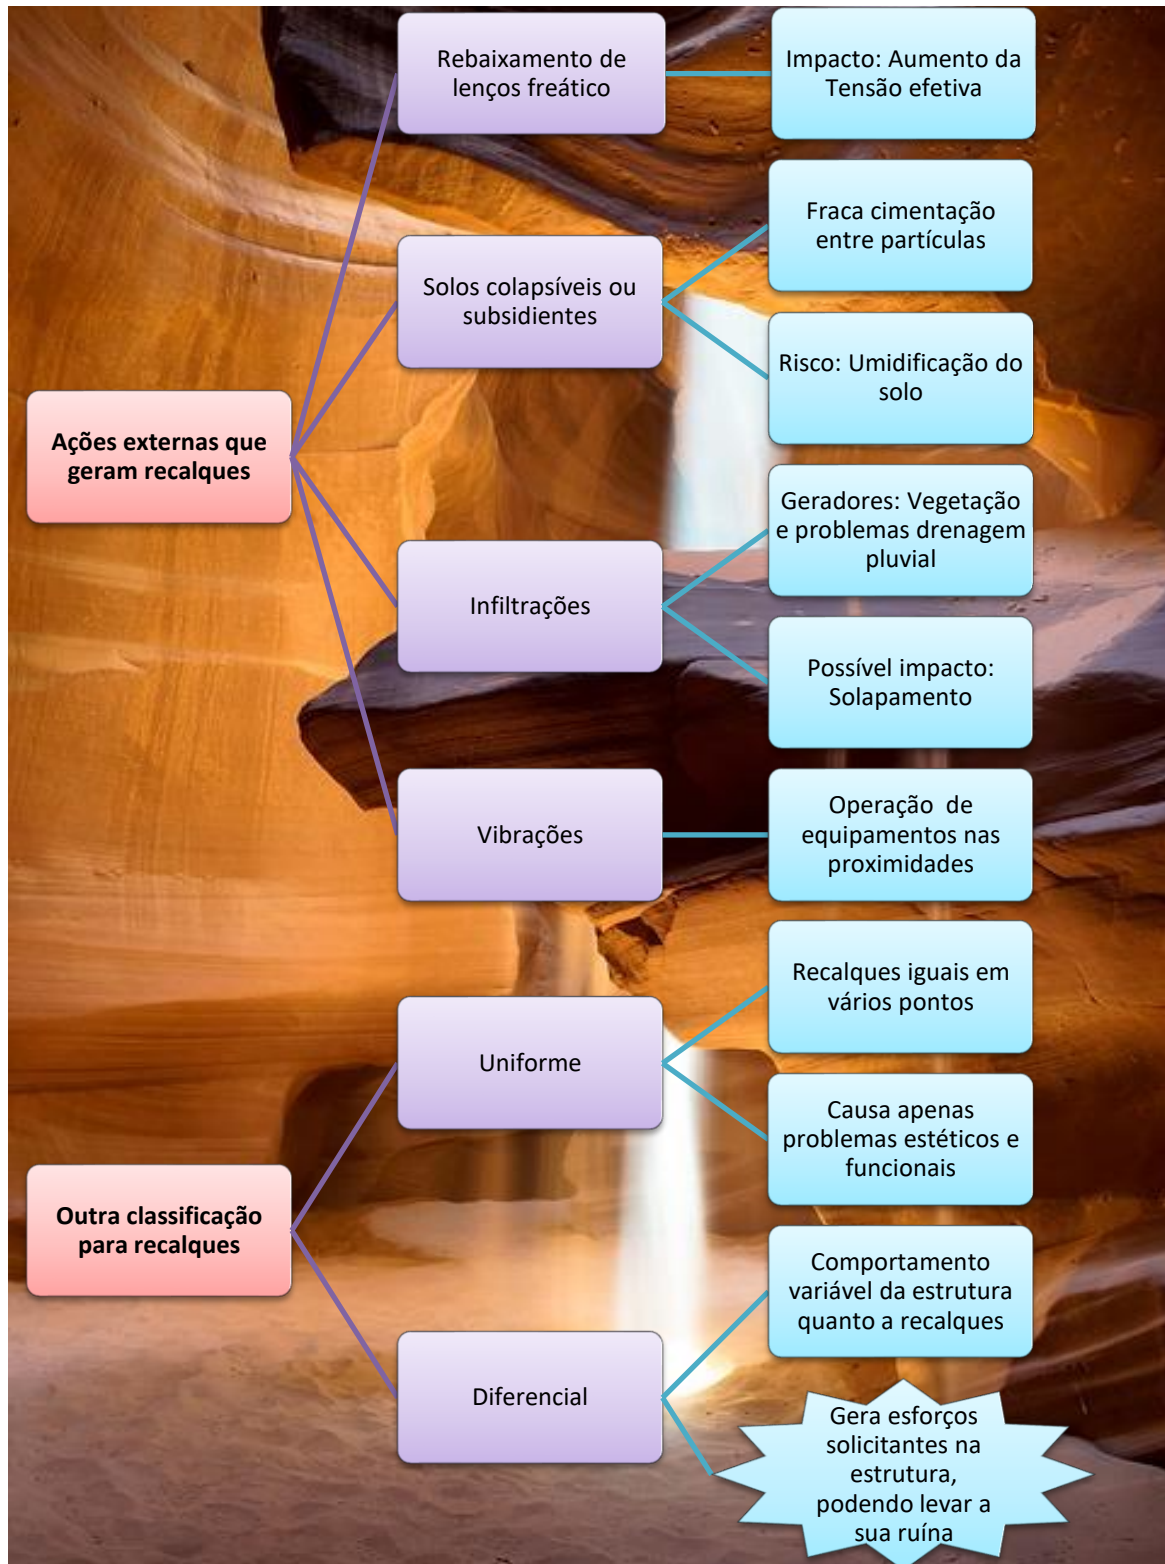 Rebaixamento de
lenços freático
Impacto: Aumento da
Tensão efetiva
Fraca cimentação
entre partículas
Solos colapsíveis ou
subsidientes
Risco: Umidificação do
solo
Ações externas que
geram recalques
Geradores: Vegetação
e problemas drenagem
pluvial
Infiltrações
Possível impacto:
Solapamento
Vibrações
Operação de
equipamentos nas
proximidades
Recalques iguais em
vários pontos
Uniforme
Causa apenas
problemas estéticos e
funcionais
Outra classificação
para recalques
Comportamento
variável da estrutura
quanto a recalques
Diferencial
Gera esforços
solicitantes na
estrutura,
podendo levar a
sua ruína